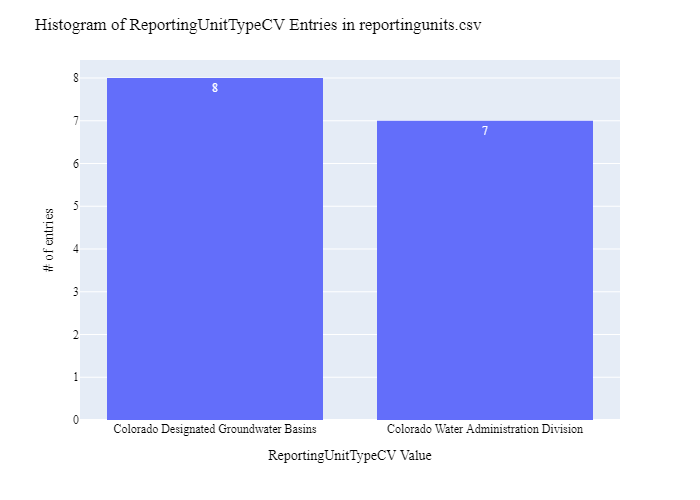 Histogram of ReportingUnitTypeCV Entries in reportingunits.csv
8
7
6
5
4
3
2
1
0
# of entries
8
7
Colorado Designated Groundwater Basins
Colorado Water Administration Division
ReportingUnitTypeCV Value